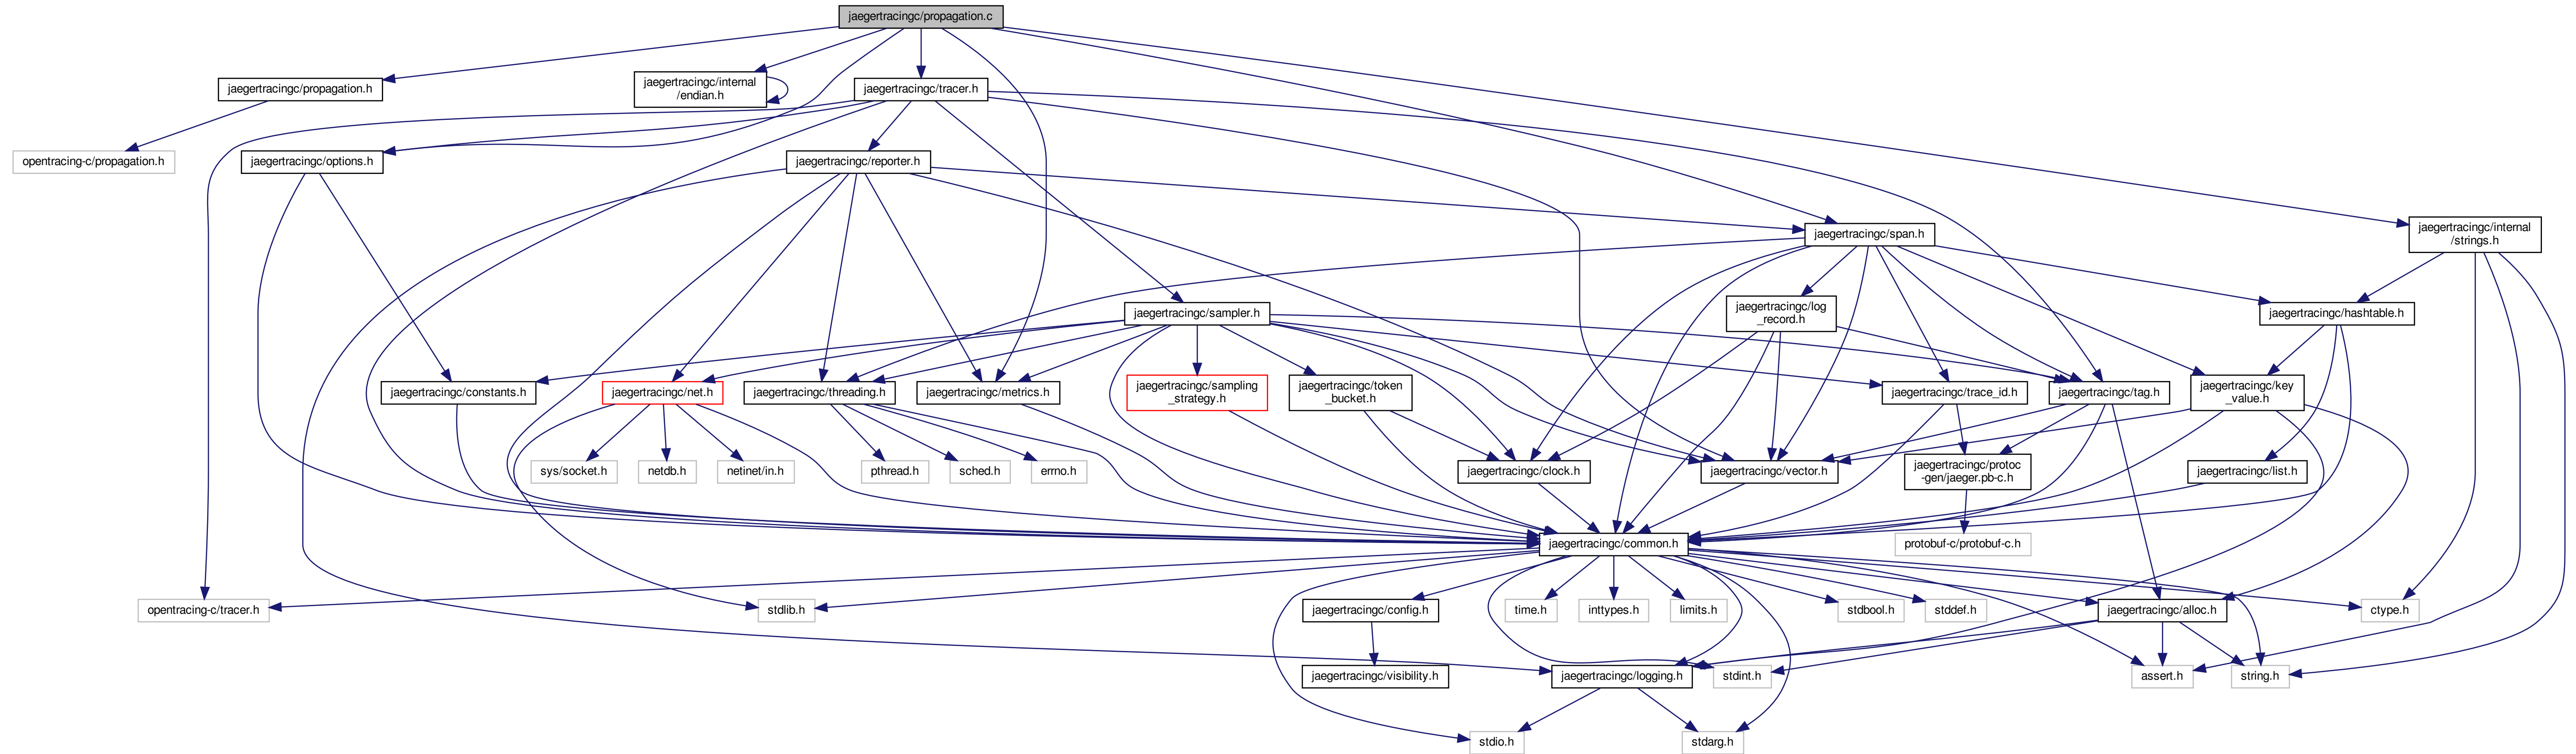 jaegertracingc/propagation.c
jaegertracingc/propagation.h
jaegertracingc/internal
/endian.h
jaegertracingc/tracer.h
opentracing-c/propagation.h
jaegertracingc/options.h
jaegertracingc/reporter.h
jaegertracingc/span.h
jaegertracingc/internal
/strings.h
jaegertracingc/sampler.h
jaegertracingc/log
_record.h
jaegertracingc/hashtable.h
jaegertracingc/constants.h
jaegertracingc/net.h
jaegertracingc/threading.h
jaegertracingc/metrics.h
jaegertracingc/sampling
_strategy.h
jaegertracingc/token
_bucket.h
jaegertracingc/trace_id.h
jaegertracingc/tag.h
jaegertracingc/key
_value.h
sys/socket.h
netdb.h
netinet/in.h
pthread.h
sched.h
errno.h
jaegertracingc/clock.h
jaegertracingc/vector.h
jaegertracingc/protoc
-gen/jaeger.pb-c.h
jaegertracingc/list.h
jaegertracingc/common.h
protobuf-c/protobuf-c.h
opentracing-c/tracer.h
stdlib.h
jaegertracingc/config.h
time.h
inttypes.h
limits.h
stdbool.h
stddef.h
jaegertracingc/alloc.h
ctype.h
jaegertracingc/visibility.h
jaegertracingc/logging.h
stdint.h
assert.h
string.h
stdio.h
stdarg.h